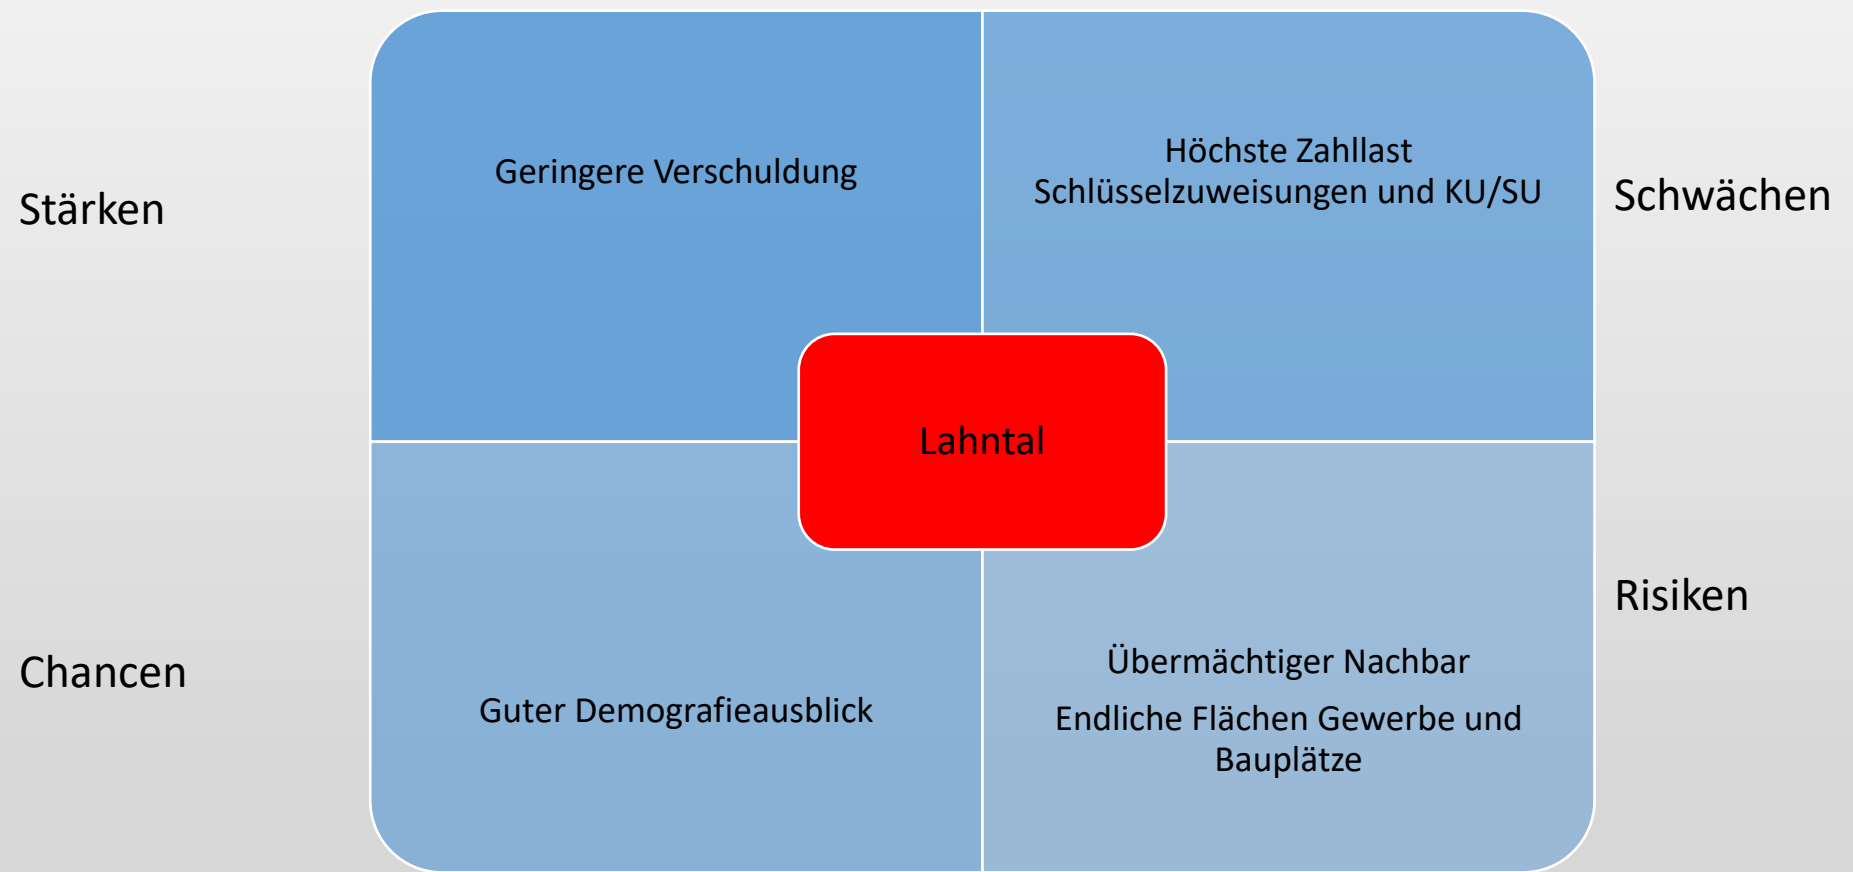 Stärken
Geringere Verschuldung
Höchste Zahllast
Schlüsselzuweisungen und KU/SU
Schwächen
Lahntal
Chancen
Guter Demografieausblick
Risiken
Übermächtiger Nachbar
Endliche Flächen Gewerbe und
Bauplätze